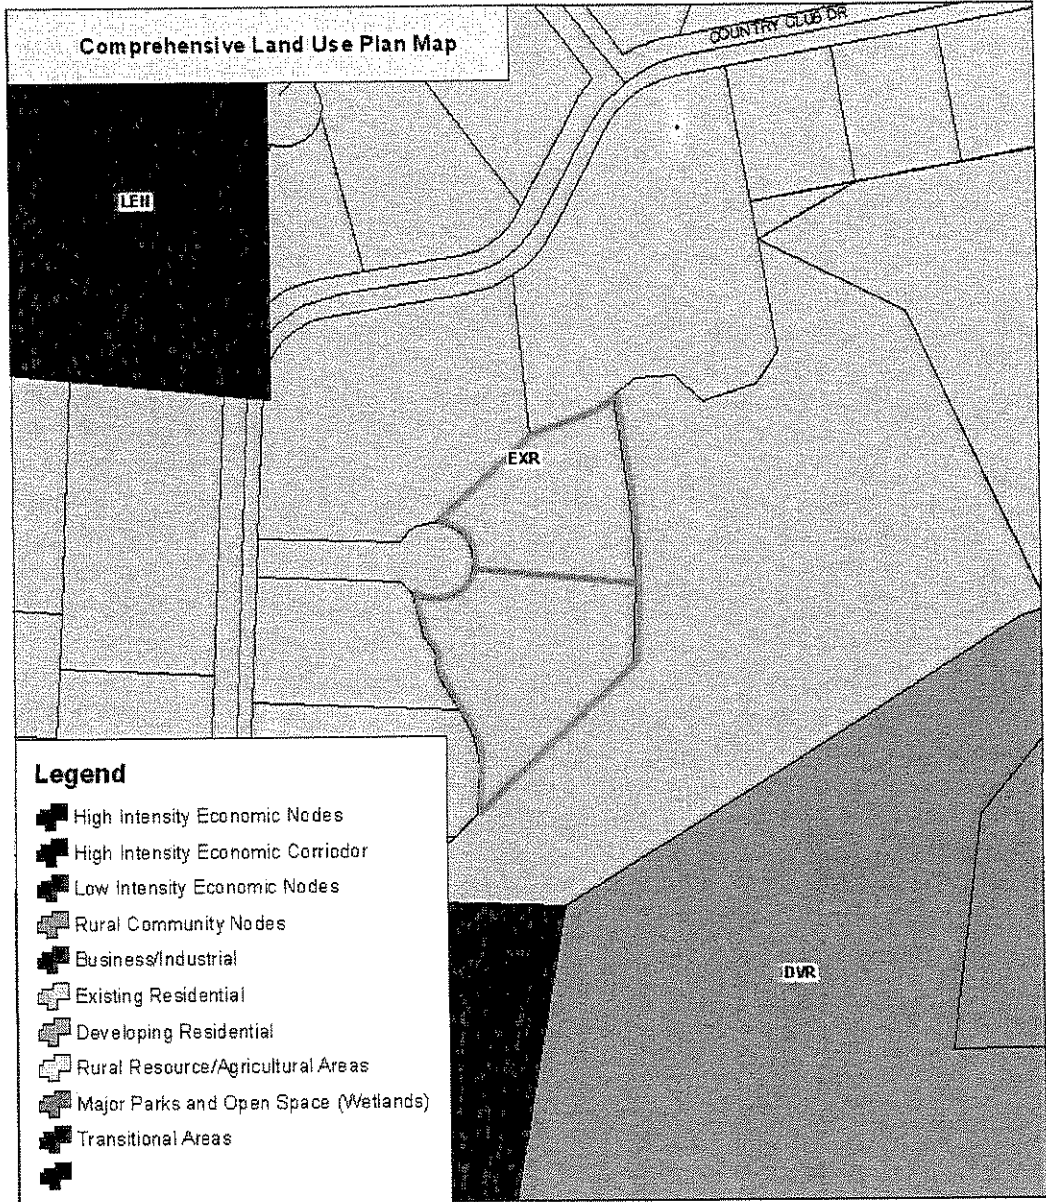 Comprehensive Land Use Plan Map
COUNTRY CLUB DR
LEN
EXR
DVR
Legend
High Intensity Economic Nodes
High Intensity Economic Corriodor
Low Intensity Economic Nodes
Rural Community Nodes
Business/Industrial
Existing Residential
Developing Residential
Rural Resource/Agricultural Areas
Major Parks and Open Space (Wetlands)
Transitional Areas